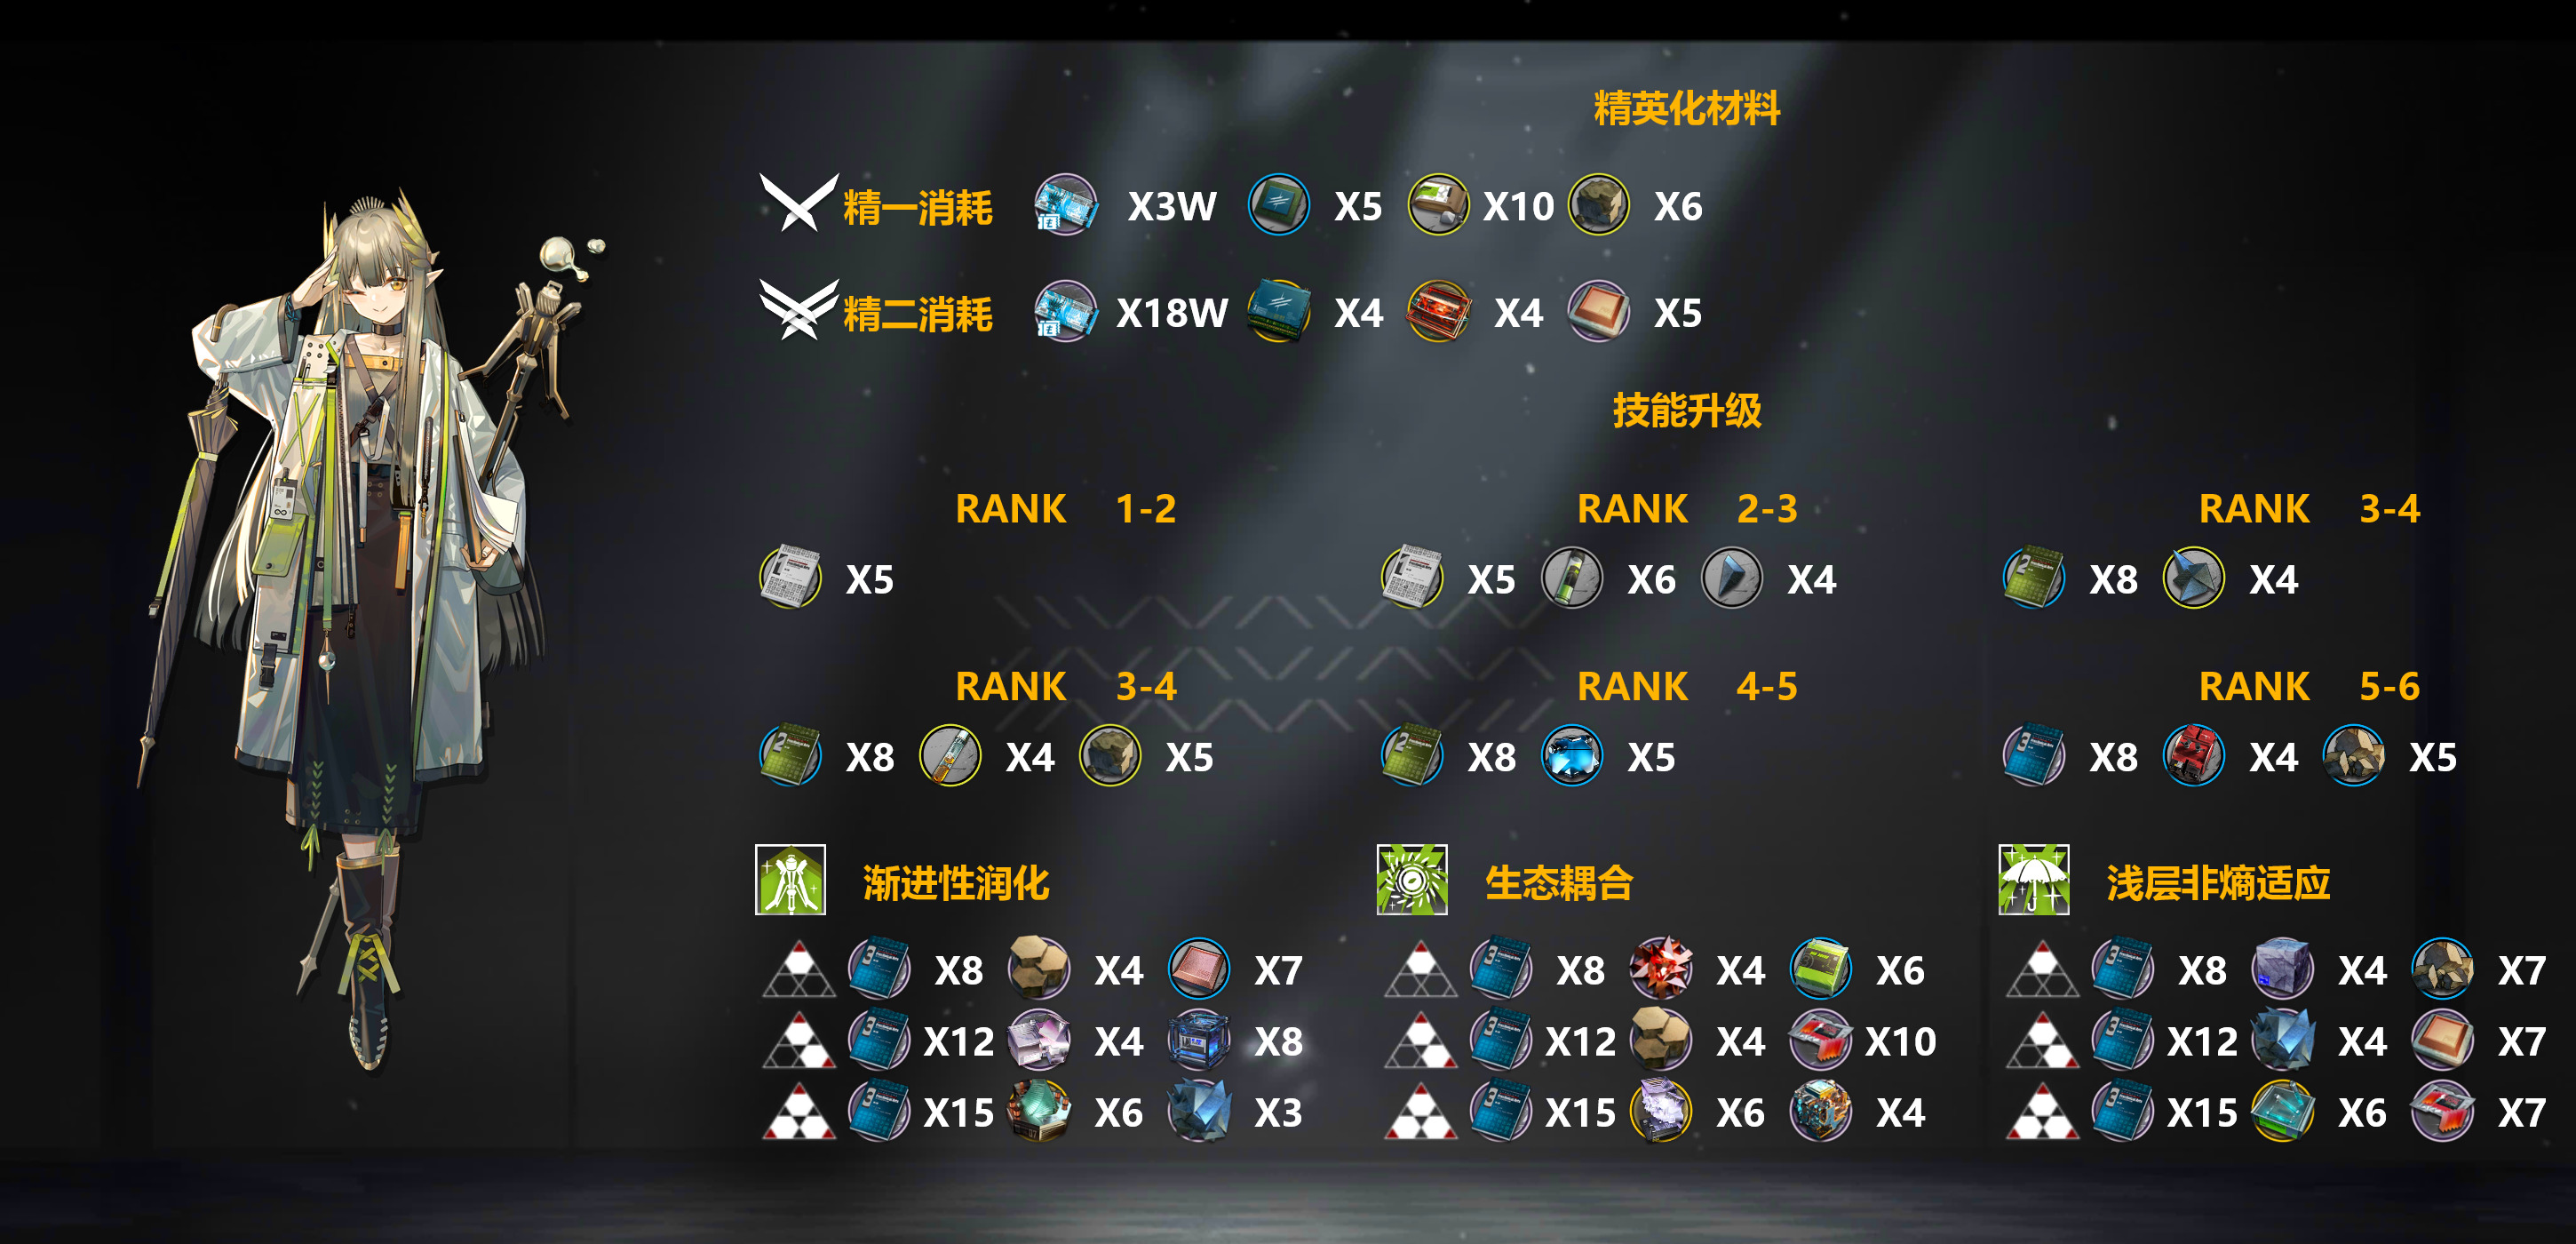 精英化材料
精一消耗 X3W X5 X10 X6
精二消耗 X18W X4 X4 X5
技能升级
RANK 1-2 RANK 2-3 RANK 3-4
X5 X5 X6 X4 X8 X4
RANK 3-4 RANK 4-5 RANK 5-6
X8 X4 X5 X8 X5 X8 X4 X5
渐进性润化 生态耦合 浅层非熵适应
X8 X4 X7 X8 X4 X6 X8 X4 X7
X12 X4 X8 X12 X4 X10 X12 X4 X7
X15 X6 X3 X15 X6 X4 X15 X6 X7